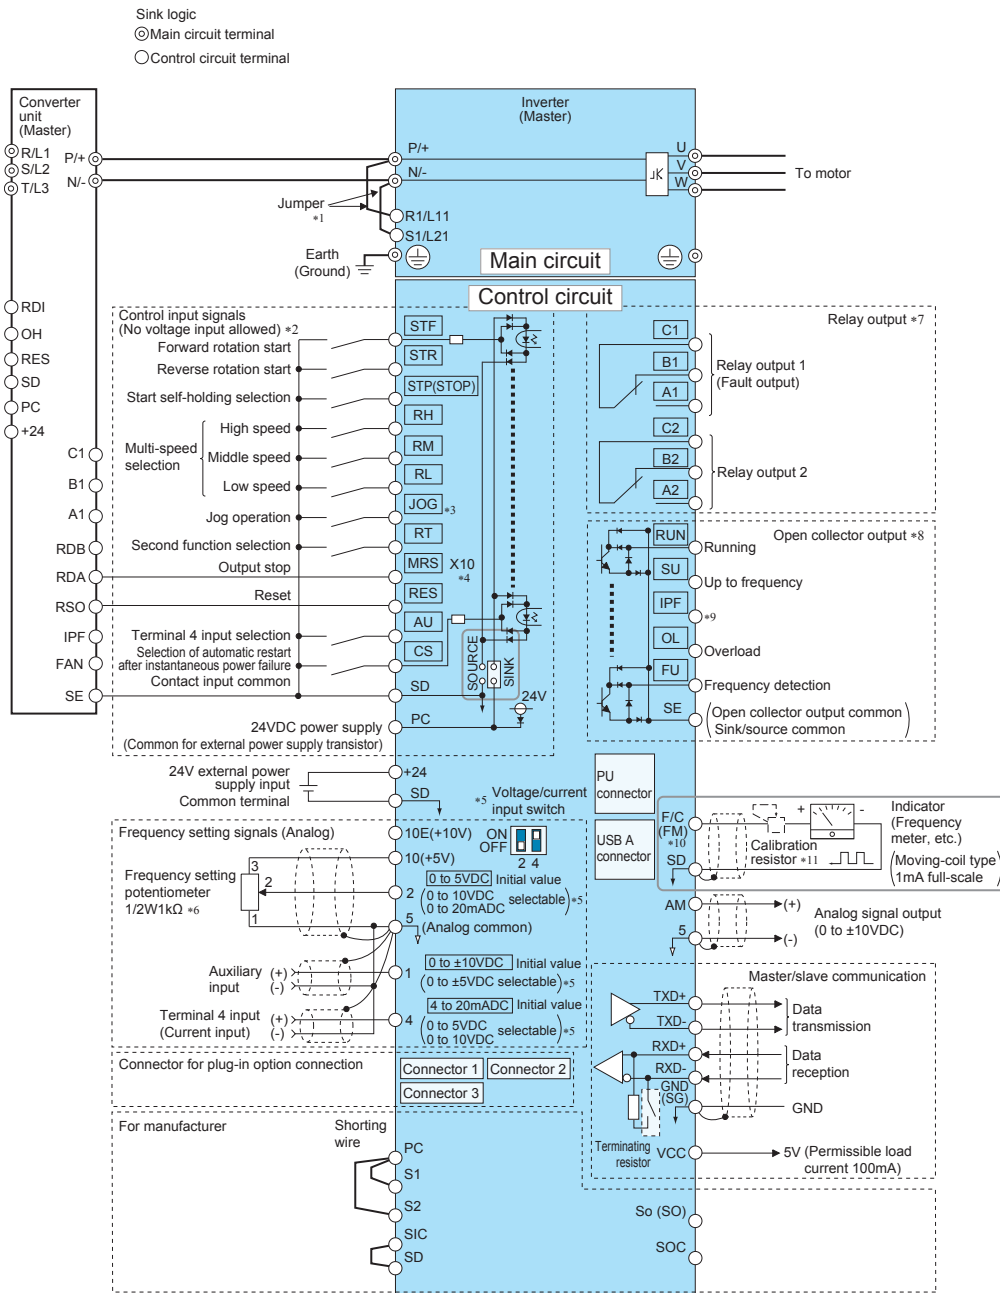 Sink logic
Main circuit terminal
Control circuit terminal
Converter
unit
(Master)
R/L1
S/L2
T/L3
P/+
N/-
Jumper
*1
Earth
(Ground)
Inverter
(Master)
P/+
N/-
R1/L11
S1/L21
U
V
W
To motor
Main circuit
Control circuit
RDI
OH
RES
SD
PC
+24
C1
B1
A1
RDB
RDA
RSO
IPF
FAN
SE
Control input signals
(No voltage input allowed) *2
Forward rotation start
Reverse rotation start
Start self-holding selection
Multi-speed
selection
High speed
Middle speed
Low speed
Jog operation
Second function selection
Output stop
Reset
Terminal 4 input selection
Selection of automatic restart
after instantaneous power failure
Contact input common
24VDC power supply
(Common for external power supply transistor)
STF
STR
STP(STOP)
RH
RM
RL
JOG *3
RT
MRS X10
*4
RES
AU
CS
SD
PC
SOURCE
SINK
24V
Relay output *7
C1
B1
A1
Relay output 1
(Fault output)
C2
B2
A2
Relay output 2
Open collector output *8
RUN
Running
SU
Up to frequency
IPF
*9
OL
Overload
FU
Frequency detection
SE
(Open collector output common
Sink/source common)
24V external power
supply input
Common terminal
+24
SD
*5 Voltage/current
input switch
ON
OFF
2 4
PU
connector
USB A
connector
Frequency setting signals (Analog)
Frequency setting
potentiometer
1/2W1kΩ *6
3
2
1
10E(+10V)
10(+5V)
2
0 to 5VDC Initial value
(0 to 10VDC
0 to 20mADC selectable) *5
5
(Analog common)
Auxiliary
input
(+)
(-)
1
0 to ±10VDC Initial value
(0 to ±5VDC selectable) *5
Terminal 4 input
(Current input)
(+)
(-)
4
4 to 20mADC Initial value
(0 to 5VDC
0 to 10VDC selectable) *5
F/C
(FM)
*10
SD
Calibration
resistor *11
+
-
Indicator
(Frequency
meter, etc.)
(Moving-coil type
1mA full-scale)
AM
5
(+)
(-)
Analog signal output
(0 to ±10VDC)
Master/slave communication
TXD+
TXD-
Data
transmission
RXD+
RXD-
Data
reception
GND
(SG)
GND
Terminating
resistor
VCC
5V (Permissible load
current 100mA)
Connector for plug-in option connection
Connector 1
Connector 2
Connector 3
For manufacturer
Shorting
wire
PC
S1
S2
SIC
SD
So (SO)
SOC